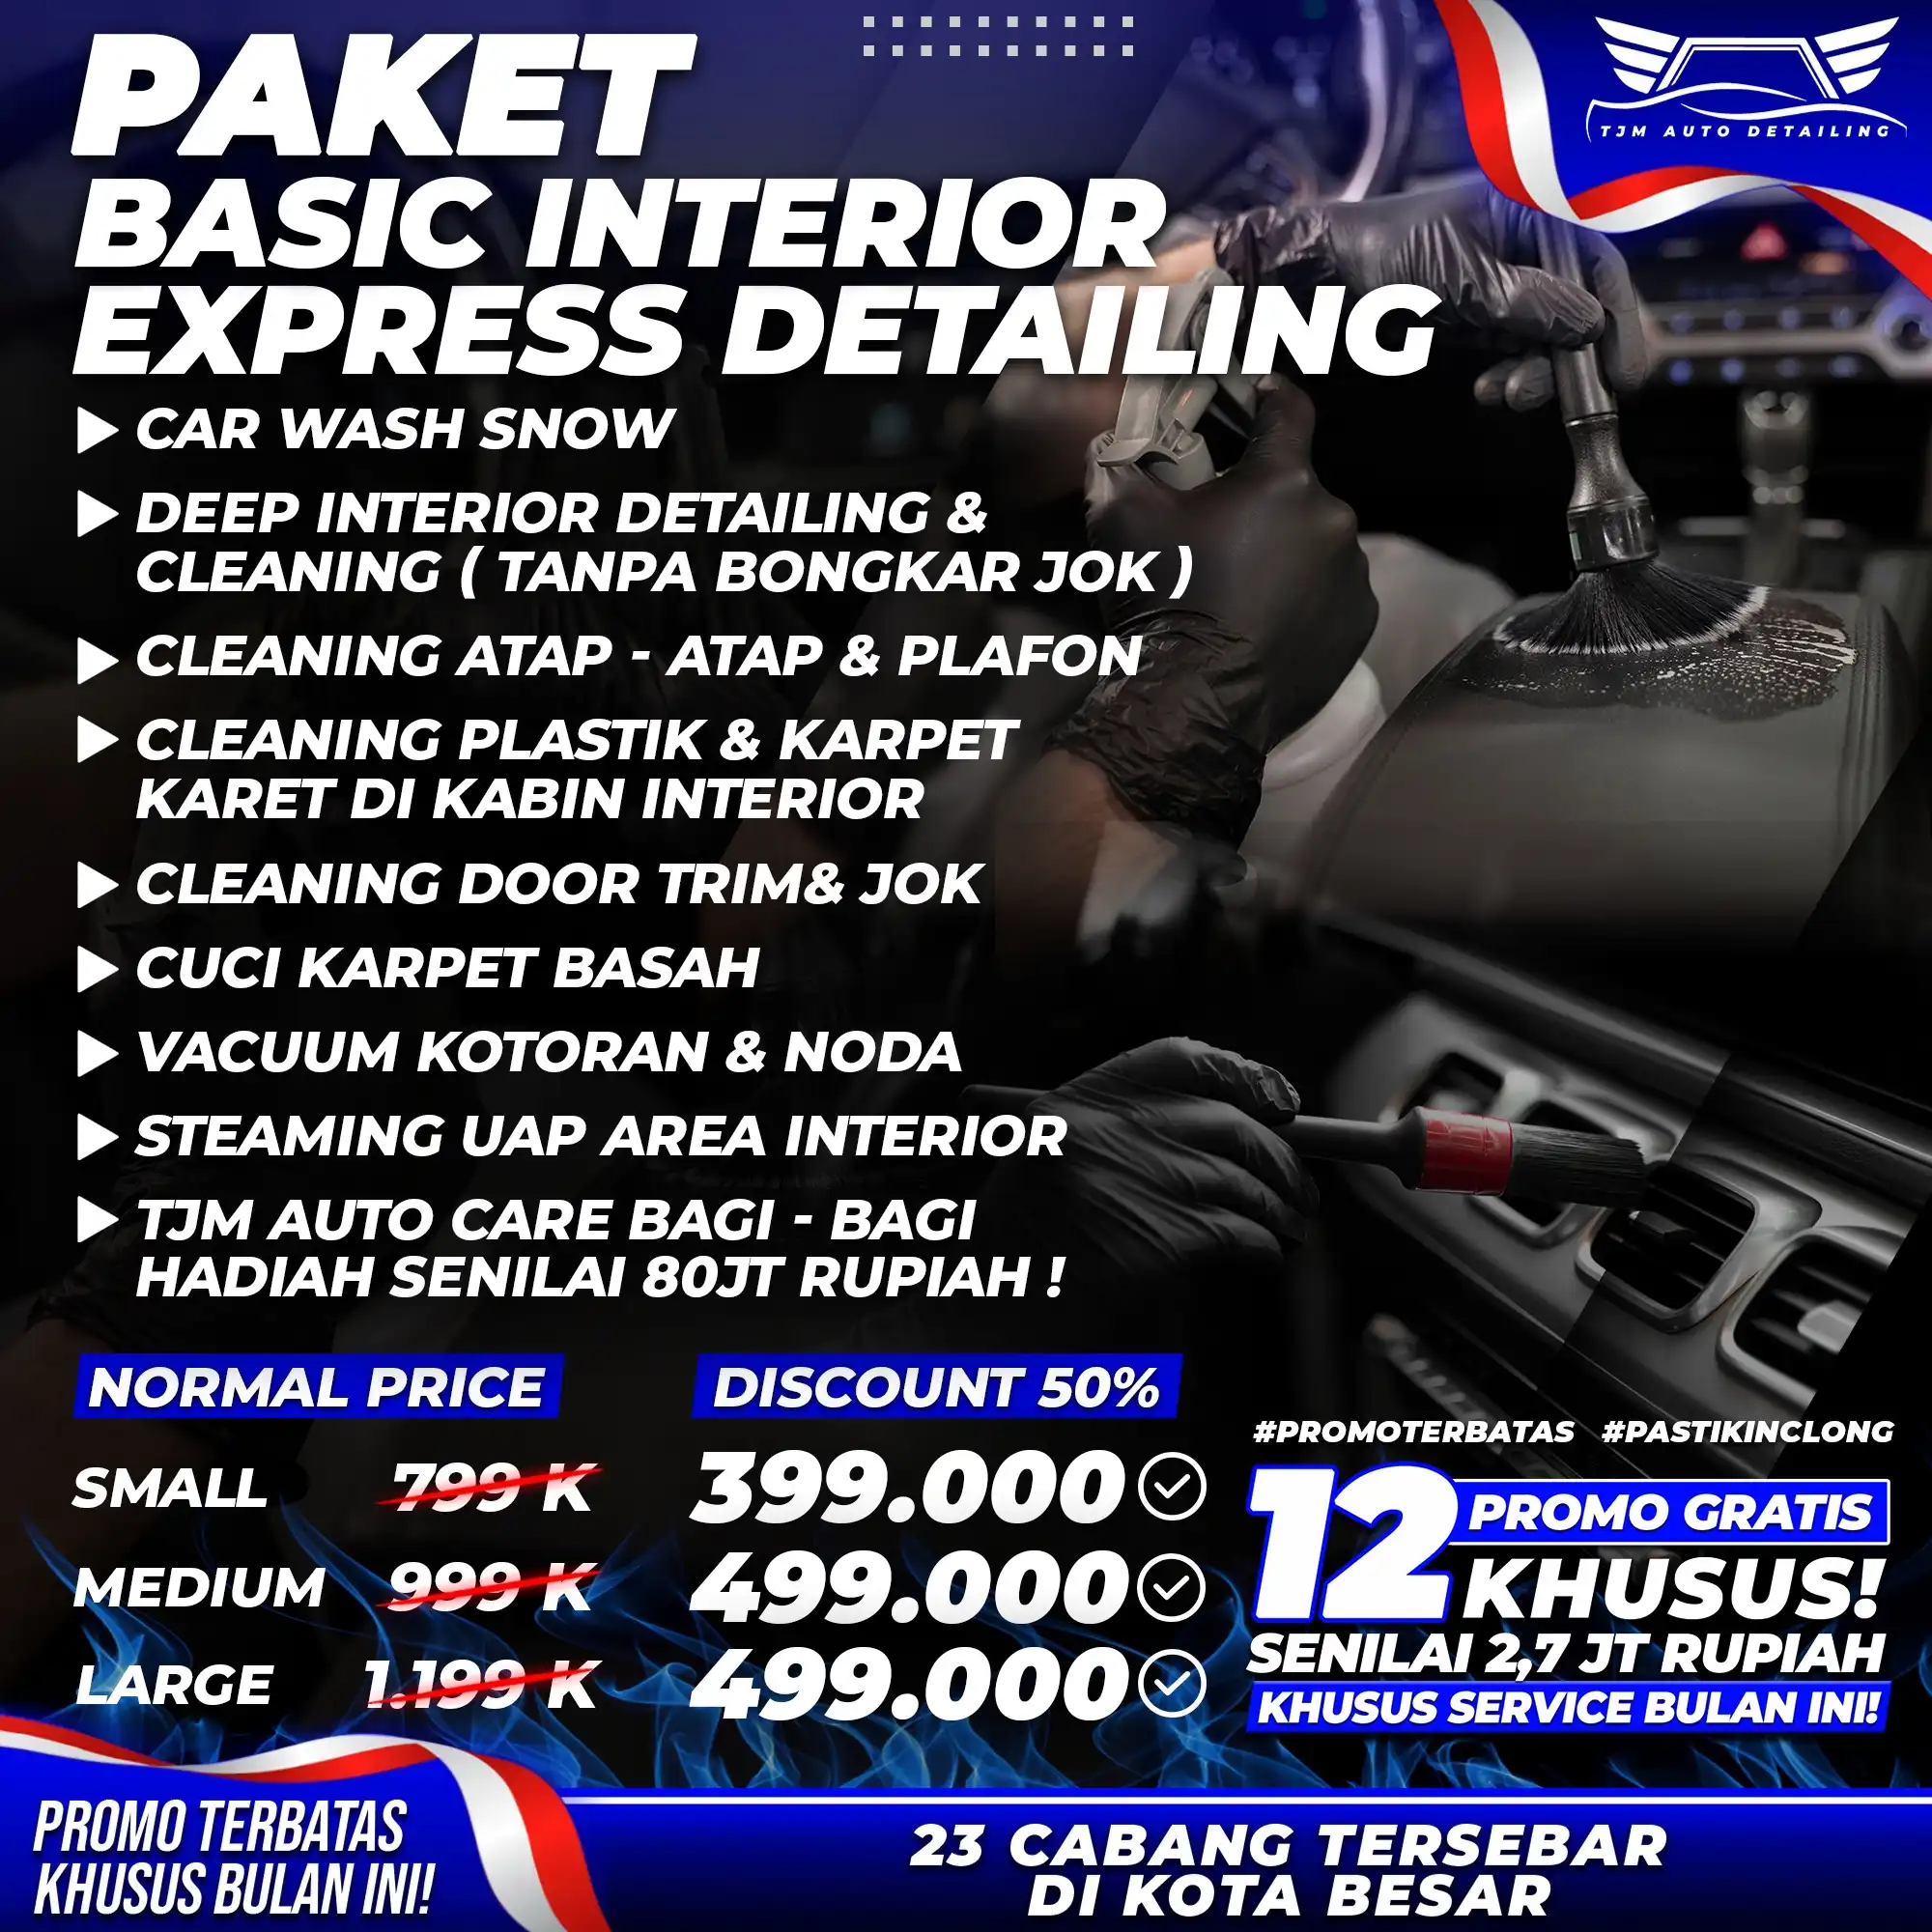 PAKET
BASIC INTERIOR
EXPRESS DETAILING
TJM AUTO DETAILING
CAR WASH SNOW
DEEP INTERIOR DETAILING &
CLEANING ( TANPA BONGKAR JOK )
CLEANING ATAP - ATAP & PLAFON
CLEANING PLASTIK & KARPET
KARET DI KABIN INTERIOR
CLEANING DOOR TRIM& JOK
CUCI KARPET BASAH
VACUUM KOTORAN & NODA
STEAMING UAP AREA INTERIOR
TJM AUTO CARE BAGI - BAGI
HADIAH SENILAI 80JT RUPIAH !
NORMAL PRICE DISCOUNT 50%
SMALL 799 K 399.000
MEDIUM 999 K 499.000
LARGE 1.199 K 499.000
#PROMOTERBATAS #PASTIKINCLONG
12 PROMO GRATIS
KHUSUS!
SENILAI 2,7 JT RUPIAH
KHUSUS SERVICE BULAN INI!
PROMO TERBATAS
KHUSUS BULAN INI!
23 CABANG TERSEBAR
DI KOTA BESAR